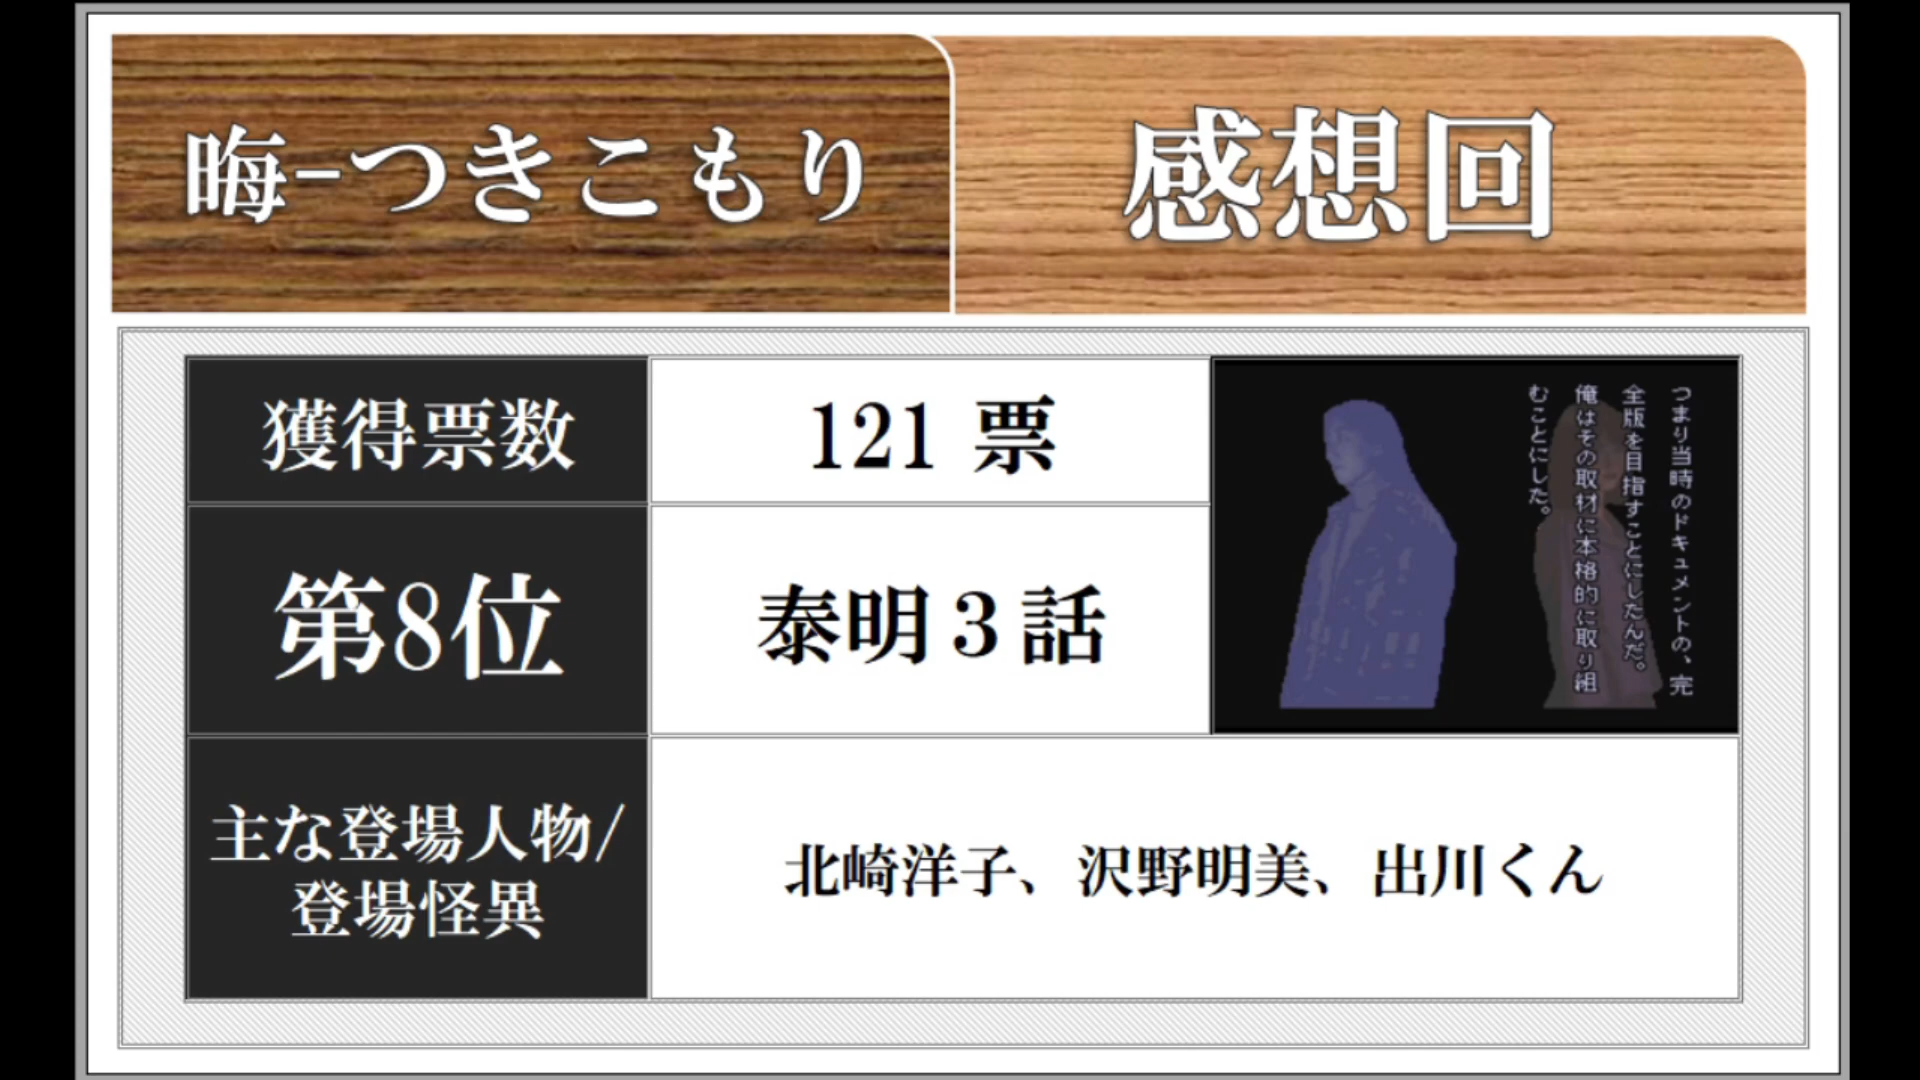 晦-つきこもり
感想回
獲得票数
121 票
第8位
泰明３話
つまり当時のドキュメントの、完
全版を目指すことにしたんだ。
俺はその取材に本格的に取り組
むことにした。
主な登場人物/
登場怪異
北崎洋子、沢野明美、出川くん